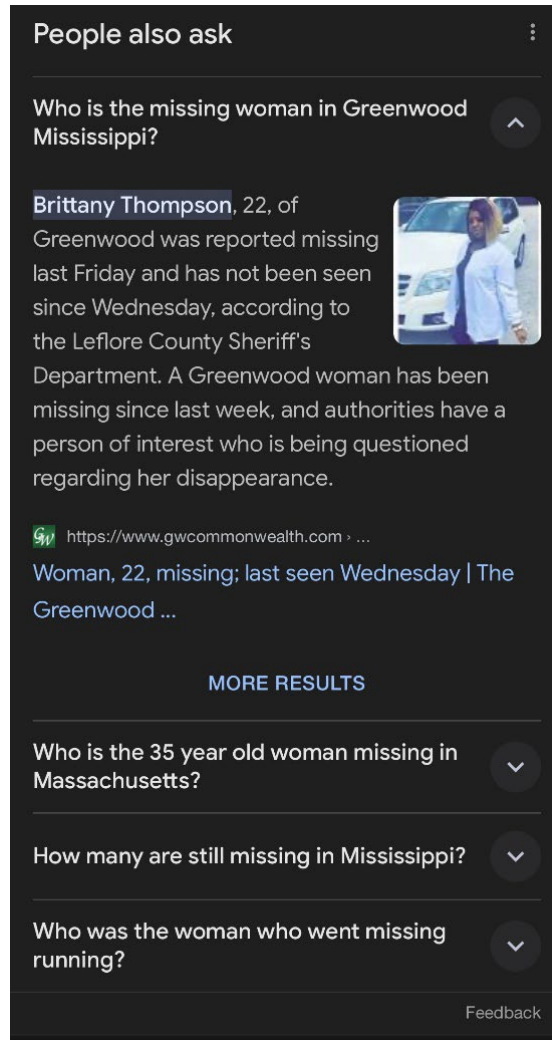 People also ask
Who is the missing woman in Greenwood
Mississippi?
Brittany Thompson, 22, of
Greenwood was reported missing
last Friday and has not been seen
since Wednesday, according to
the Leflore County Sheriff's
Department. A Greenwood woman has been
missing since last week, and authorities have a
person of interest who is being questioned
regarding her disappearance.
GW https://www.gwcommonwealth.com › ...
Woman, 22, missing; last seen Wednesday | The
Greenwood ...
MORE RESULTS
Who is the 35 year old woman missing in
Massachusetts?
How many are still missing in Mississippi?
Who was the woman who went missing
running?
Feedback